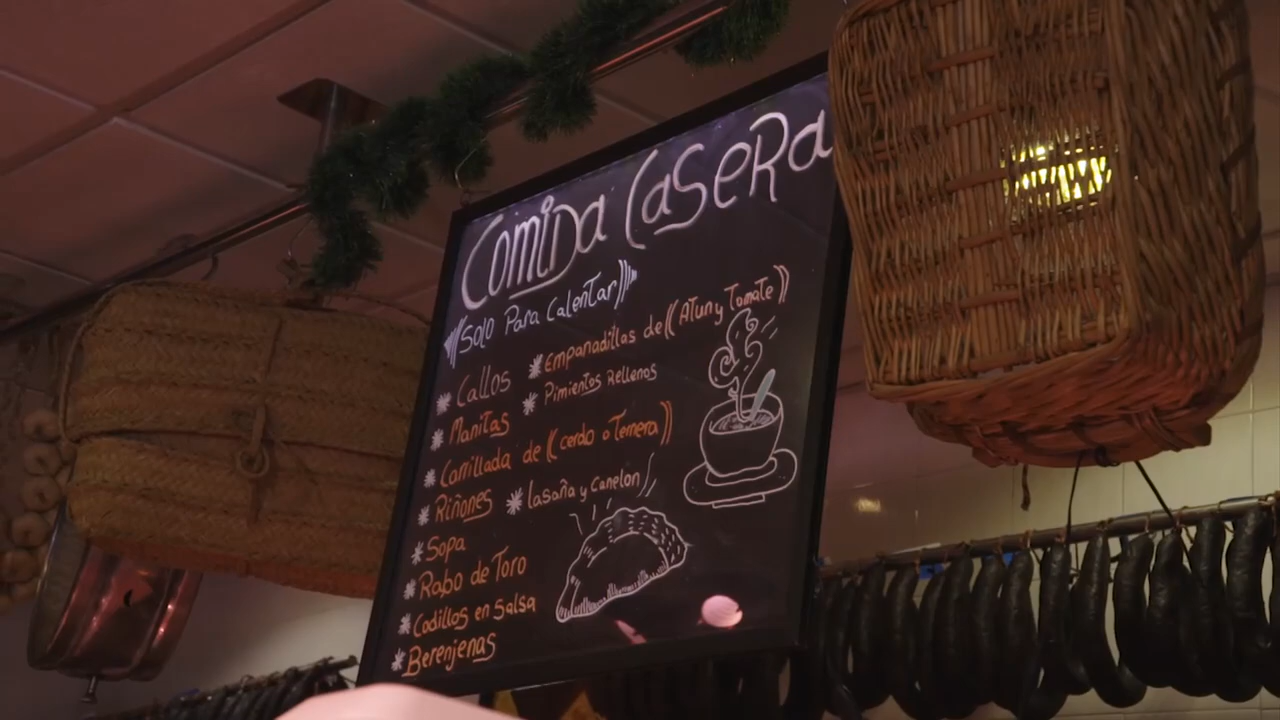 Comida Casera
((Solo Para Calentar))
* Callos
* Empanadillas de ((Atun y Tomate))
* Pimientos Rellenos
* Manitas
* Carrillada de ((cerdo o Ternera))
* Riñones
* lasaña y Canelon
* Sopa
* Rabo de Toro
* Codillos en Salsa
* Berenjenas